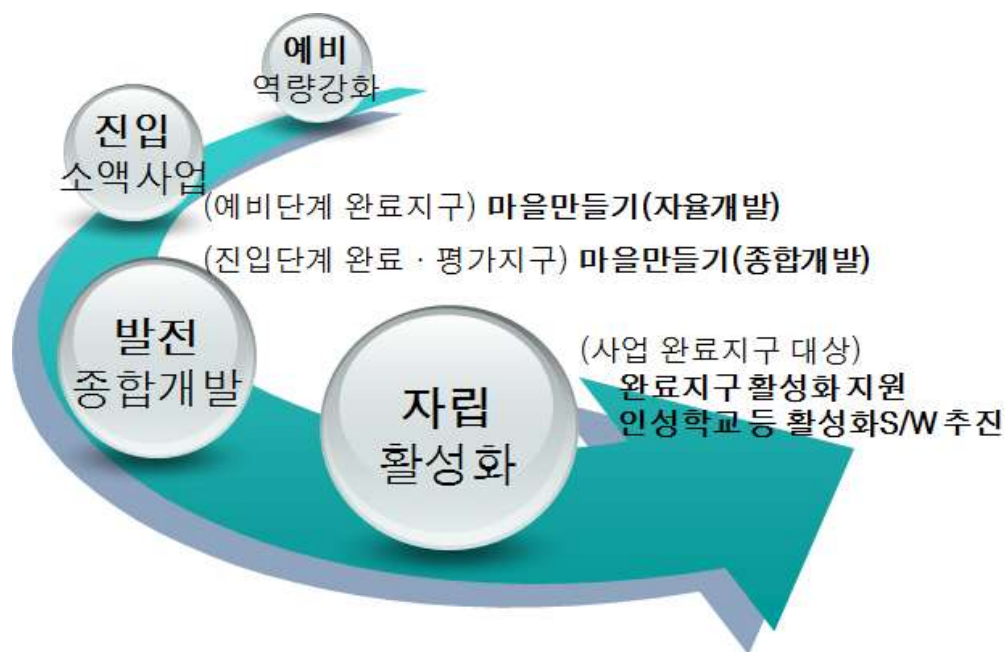 예비
역량강화
진입
소액사업
(예비단계 완료지구) 마을만들기(자율개발)
(진입단계 완료 · 평가지구) 마을만들기(종합개발)
발전
종합개발
자립
활성화
(사업 완료지구 대상)
완료지구 활성화 지원
인성학교 등 활성화S/W 추진